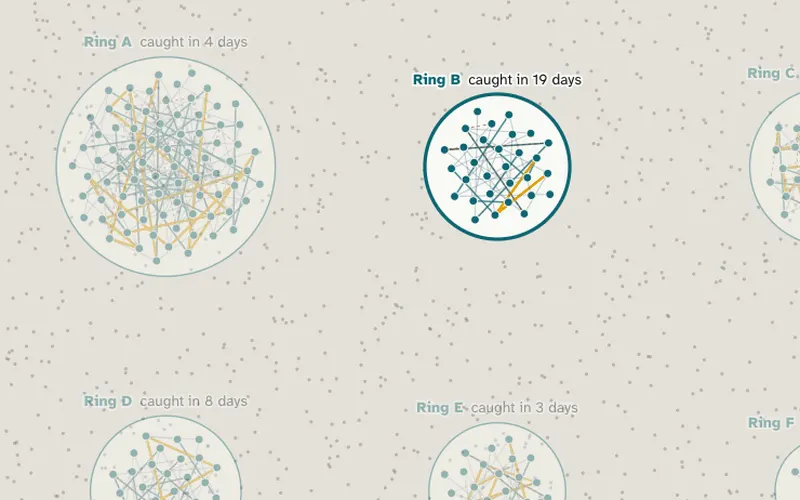 Ring A caught in 4 days
Ring B caught in 19 days
Ring C
Ring D caught in 8 days
Ring E caught in 3 days
Ring F